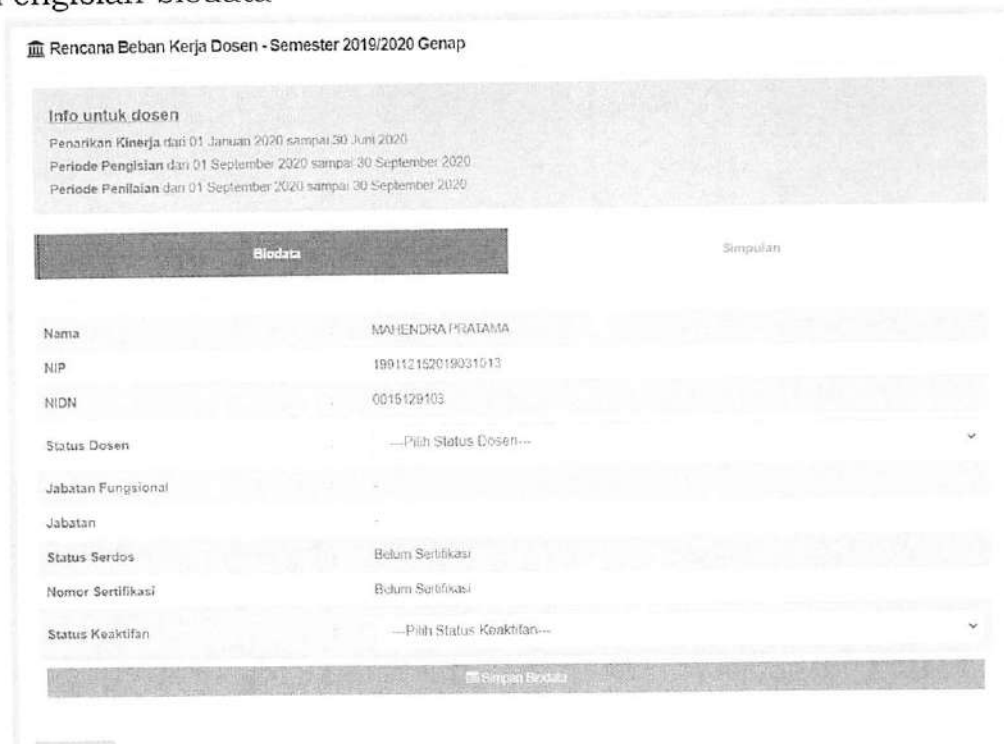 Pengisian biodata
Rencana Beban Kerja Dosen - Semester 2019/2020 Genap
Info untuk dosen
Penarikan Kinerja dari 01 Januari 2020 sampai 30 Juni 2020
Periode Pengisian dari 01 September 2020 sampai 30 September 2020
Periode Penilaian dari 01 September 2020 sampai 30 September 2020
Biodata Simpulan
Nama MAHENDRA PRATAMA
NIP 199112152019031013
NIDN 0015129103
Status Dosen ---Pilih Status Dosen---
Jabatan Fungsional -
Jabatan -
Status Serdos Belum Sertifikasi
Nomor Sertifikasi Belum Sertifikasi
Status Keaktifan ---Pilih Status Keaktifan---
Simpan Biodata